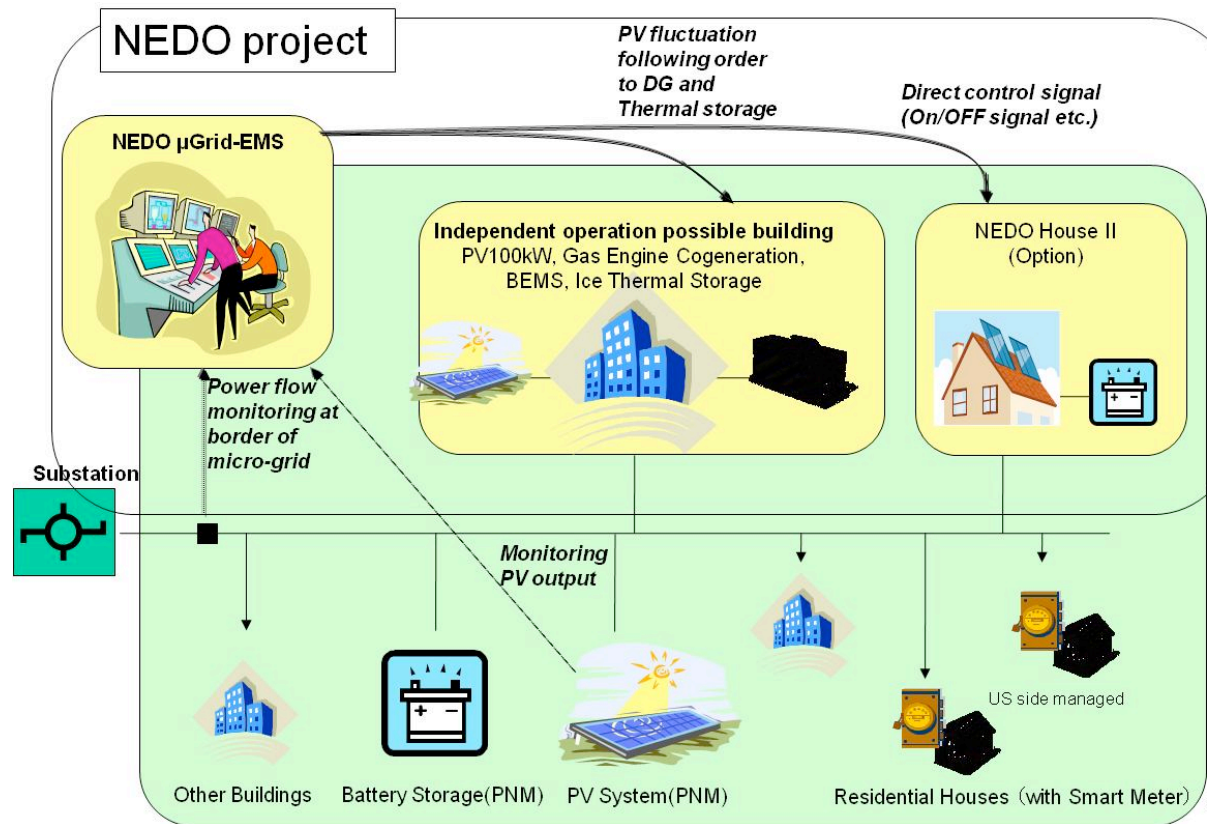 NEDO project
PV fluctuation
following order
to DG and
Thermal storage
Direct control signal
(On/OFF signal etc.)
NEDO µGrid-EMS
Independent operation possible building
PV100kW, Gas Engine Cogeneration,
BEMS, Ice Thermal Storage
NEDO House II
(Option)
Power flow
monitoring at
border of
micro-grid
Substation
Monitoring
PV output
US side managed
Other Buildings
Battery Storage(PNM)
PV System(PNM)
Residential Houses (with Smart Meter)